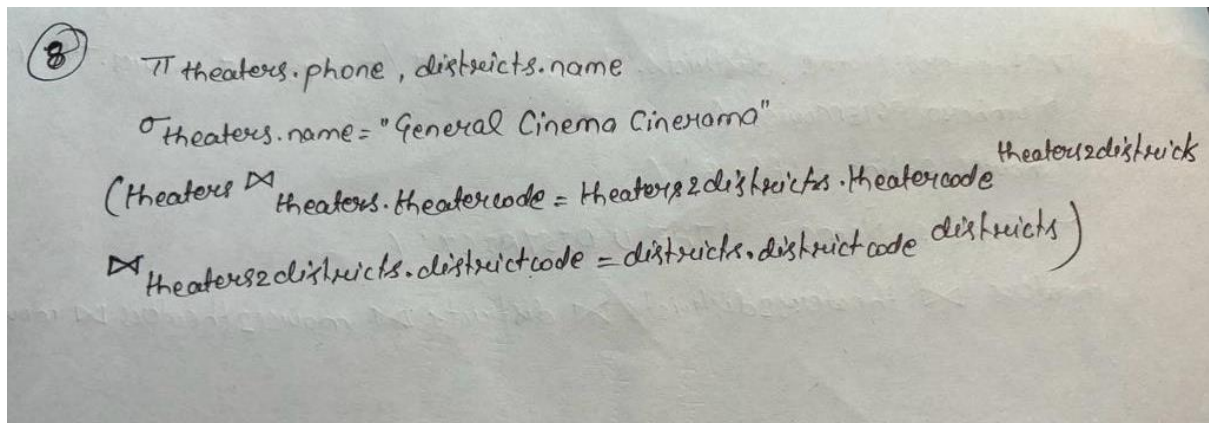 8
π theaters.phone, districts.name
σ theaters.name = "General Cinema Cinerama"
(theaters ⋈ theaters.theatercode = theaters2districts.theatercode theaters2districts
⋈ theaters2districts.districtcode = districts.districtcode districts)